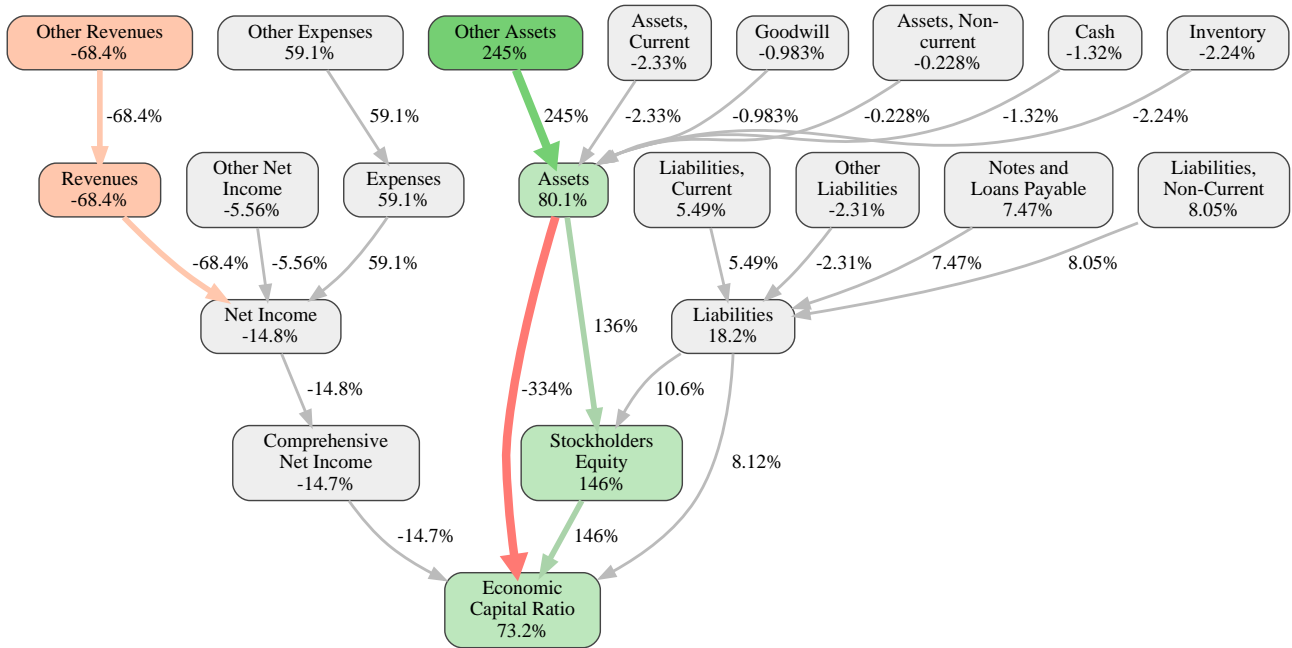 Other Revenues
-68.4%
Other Expenses
59.1%
Other Assets
245%
Assets,
Current
-2.33%
Goodwill
-0.983%
Assets, Non-
current
-0.228%
Cash
-1.32%
Inventory
-2.24%
-68.4%
59.1%
245%
-2.33%
-0.983%
-0.228%
-1.32%
-2.24%
Revenues
-68.4%
Other Net
Income
-5.56%
Expenses
59.1%
Assets
80.1%
Liabilities,
Current
5.49%
Other
Liabilities
-2.31%
Notes and
Loans Payable
7.47%
Liabilities,
Non-Current
8.05%
-68.4%
-5.56%
59.1%
5.49%
-2.31%
7.47%
8.05%
Net Income
-14.8%
136%
Liabilities
18.2%
-14.8%
-334%
10.6%
Comprehensive
Net Income
-14.7%
Stockholders
Equity
146%
8.12%
-14.7%
146%
Economic
Capital Ratio
73.2%